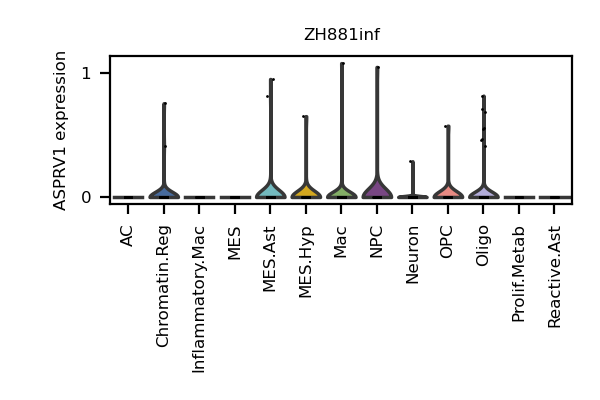 ZH881inf
ASPRV1 expression
1
0
AC
Chromatin.Reg
Inflammatory.Mac
MES
MES.Ast
MES.Hyp
Mac
NPC
Neuron
OPC
Oligo
Prolif.Metab
Reactive.Ast